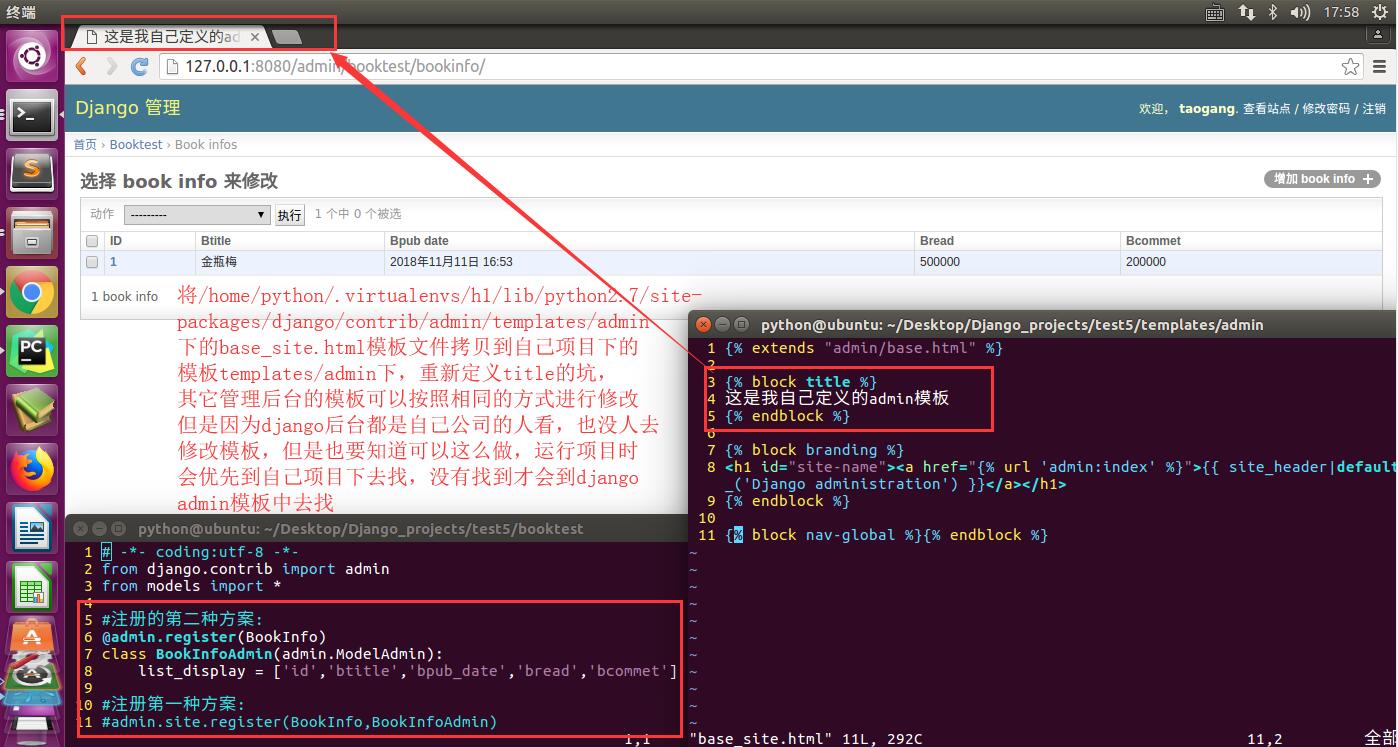 终端
17:58
这是我自己定义的ad
127.0.0.1:8080/admin/booktest/bookinfo/
Django 管理
欢迎， taogang. 查看站点 / 修改密码 / 注销
首页 › Booktest › Book infos
选择 book info 来修改
增加 book info +
动作 --------- 执行 1 个中 0 个被选
ID Btitle Bpub date Bread Bcommet
1 金瓶梅 2018年11月11日 16:53 500000 200000
1 book info
将/home/python/.virtualenvs/h1/lib/python2.7/site-
packages/django/contrib/admin/templates/admin
下的base_site.html模板文件拷贝到自己项目下的
模板templates/admin下，重新定义title的坑，
其它管理后台的模板可以按照相同的方式进行修改
但是因为django后台都是自己公司的人看，也没人去
修改模板，但是也要知道可以这么做，运行项目时
会优先到自己项目下去找，没有找到才会到django
admin模板中去找
python@ubuntu: ~/Desktop/Django_projects/test5/templates/admin
1 {% extends "admin/base.html" %}
2
3 {% block title %}
4 这是我自己定义的admin模板
5 {% endblock %}
6
7 {% block branding %}
8 <h1 id="site-name"><a href="{% url 'admin:index' %}">{{ site_header|default
_('Django administration') }}</a></h1>
9 {% endblock %}
10
11 {% block nav-global %}{% endblock %}
~
~
~
~
~
~
~
~
~
~
~
"base_site.html" 11L, 292C 11,2 全部
python@ubuntu: ~/Desktop/Django_projects/test5/booktest
1 # -*- coding:utf-8 -*-
2 from django.contrib import admin
3 from models import *
4
5 #注册的第二种方案:
6 @admin.register(BookInfo)
7 class BookInfoAdmin(admin.ModelAdmin):
8 list_display = ['id','btitle','bpub_date','bread','bcommet']
9
10 #注册第一种方案:
11 #admin.site.register(BookInfo,BookInfoAdmin)
1,1